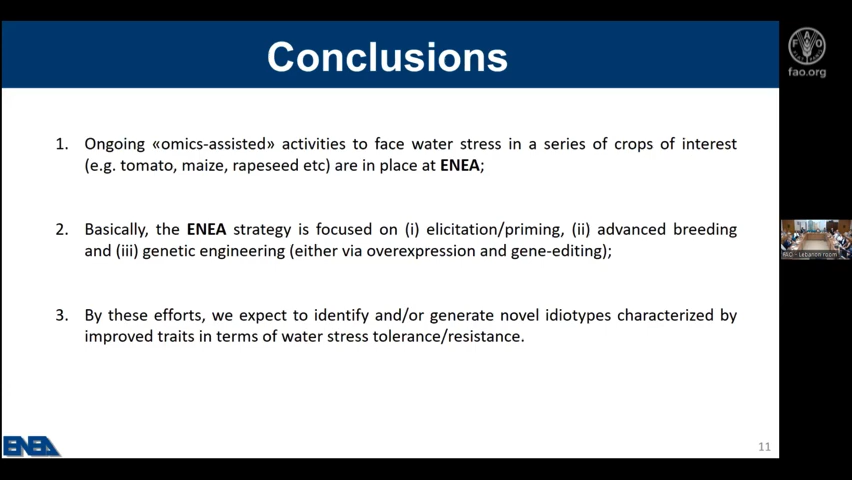 Conclusions
1. Ongoing «omics-assisted» activities to face water stress in a series of crops of interest
(e.g. tomato, maize, rapeseed etc) are in place at ENEA;
2. Basically, the ENEA strategy is focused on (i) elicitation/priming, (ii) advanced breeding
and (iii) genetic engineering (either via overexpression and gene-editing);
3. By these efforts, we expect to identify and/or generate novel idiotypes characterized by
improved traits in terms of water stress tolerance/resistance.
ENEA
11
FAO
fao.org
FAO - Lebanon room